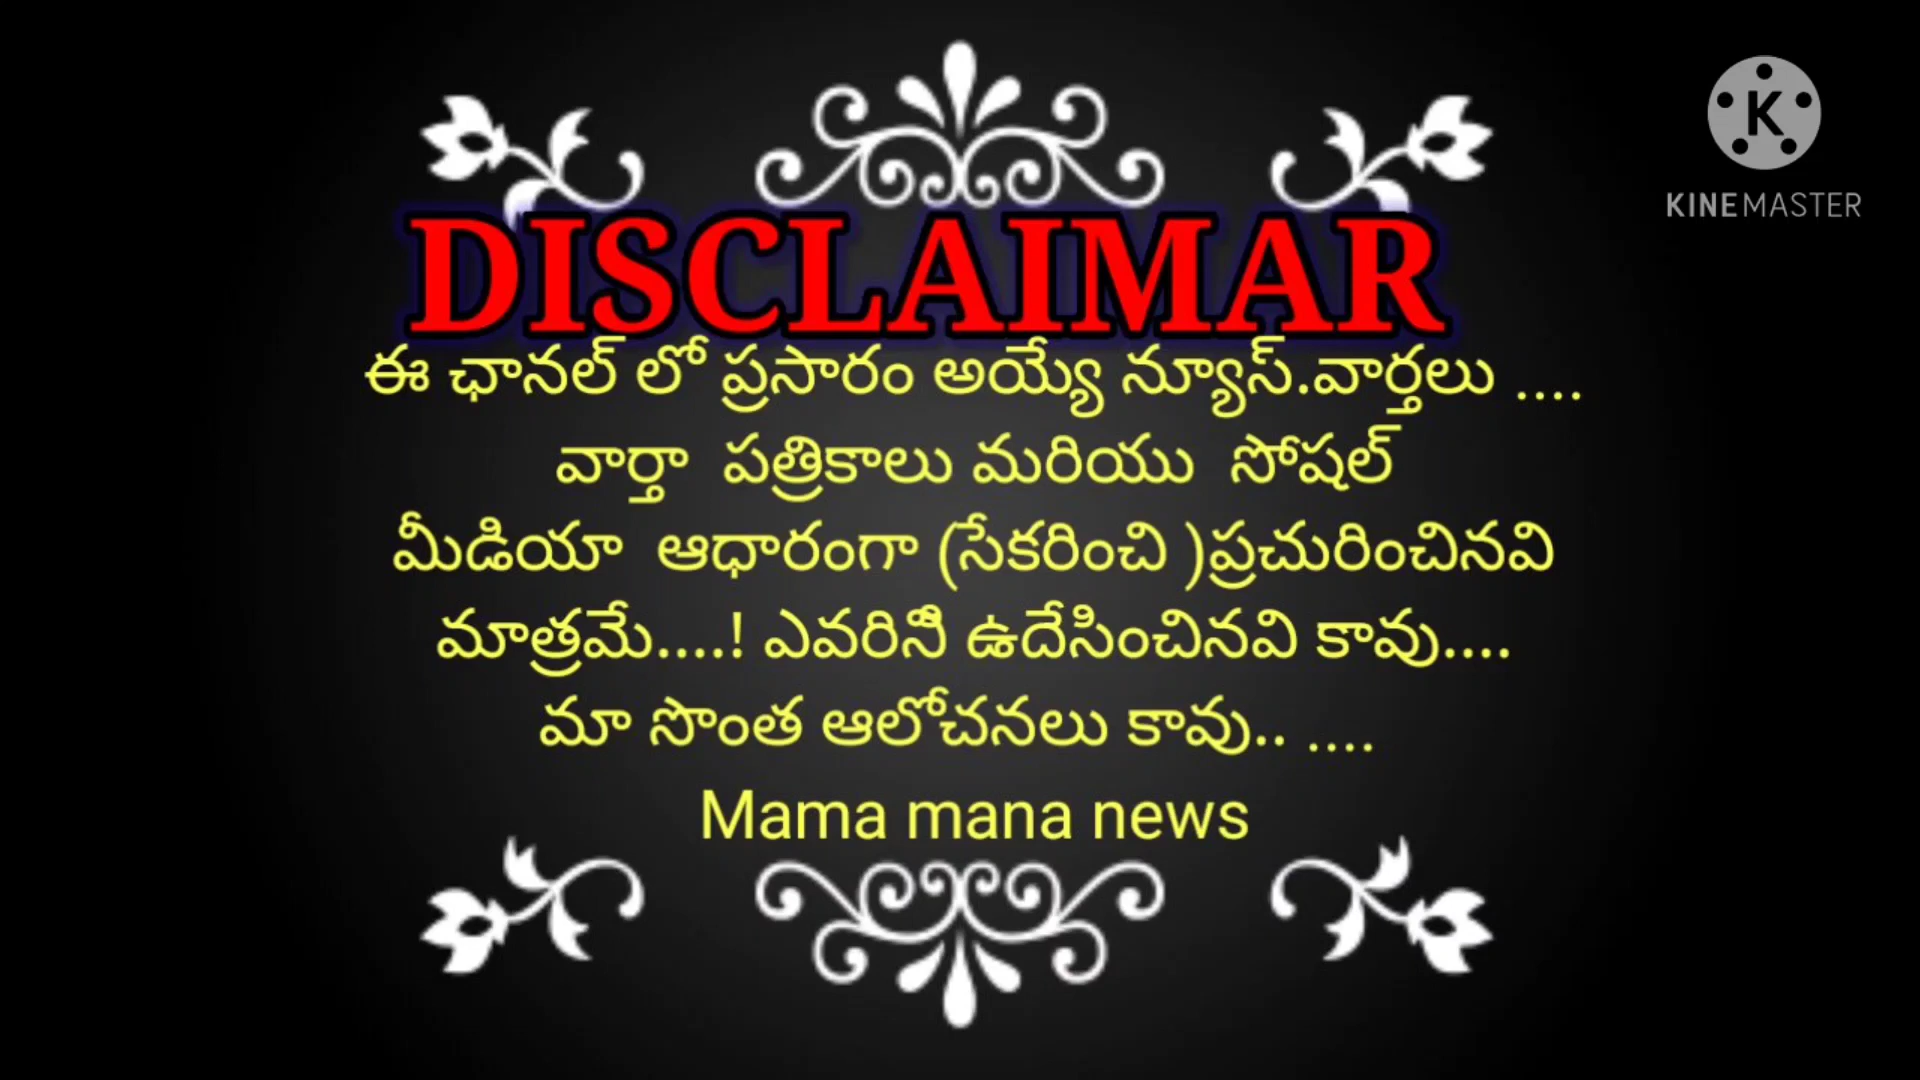 KINEMASTER
DISCLAIMAR
ఈ ఛానల్ లో ప్రసారం అయ్యే న్యూస్.వార్తలు ....
వార్తా పత్రికాలు మరియు సోషల్
మీడియా ఆధారంగా (సేకరించి )ప్రచురించినవి
మాత్రమే....! ఎవరినిి ఉదేసించినవి కావు....
మా సొంత ఆలోచనలు కావు.. ....
Mama mana news